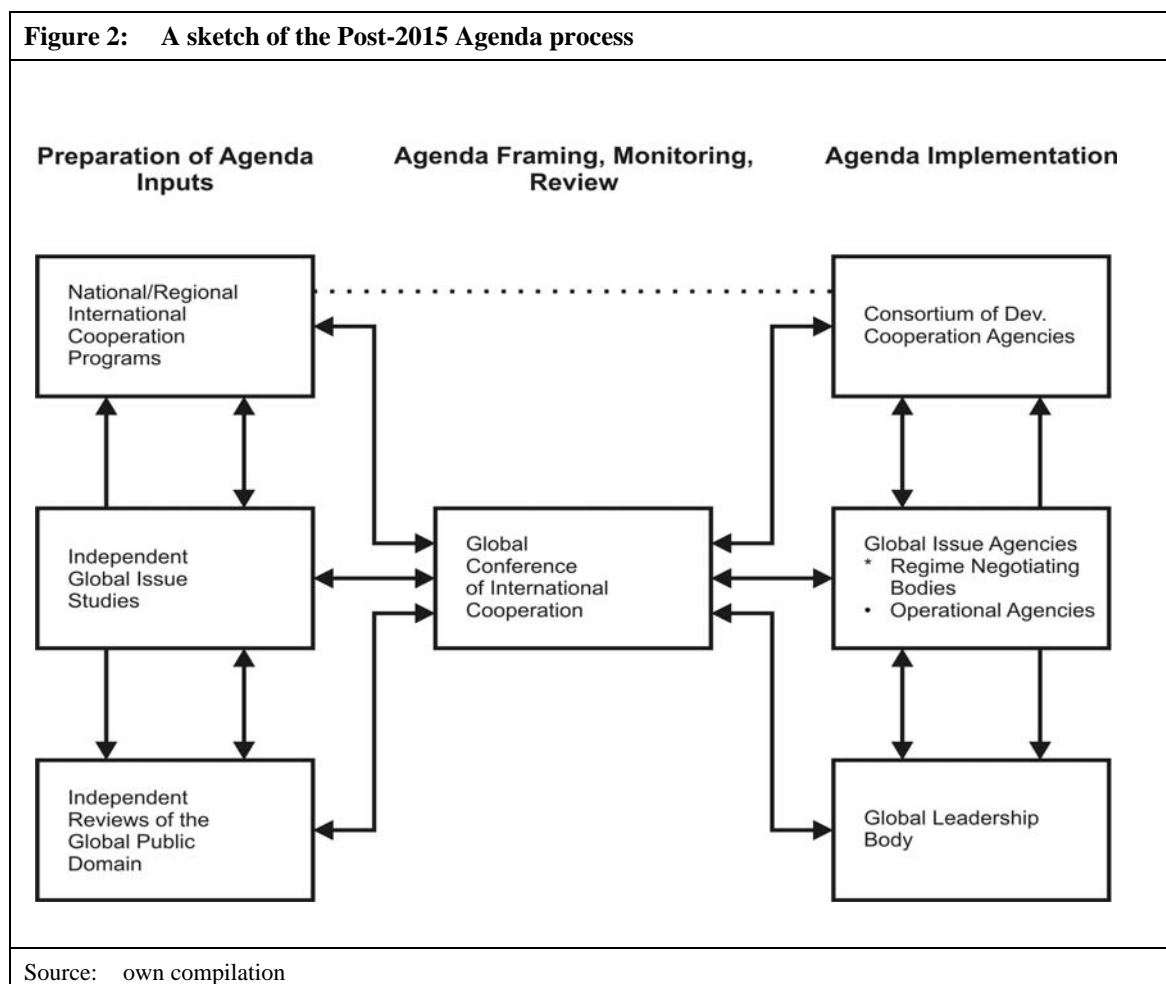 Figure 2: A sketch of the Post-2015 Agenda process
Preparation of Agenda
Inputs
Agenda Framing, Monitoring,
Review
Agenda Implementation
National/Regional
International
Cooperation
Programs
Consortium of Dev.
Cooperation Agencies
Independent
Global Issue
Studies
Global
Conference
of International
Cooperation
Global Issue Agencies
* Regime Negotiating
Bodies
• Operational Agencies
Independent
Reviews of the
Global Public
Domain
Global Leadership
Body
Source: own compilation